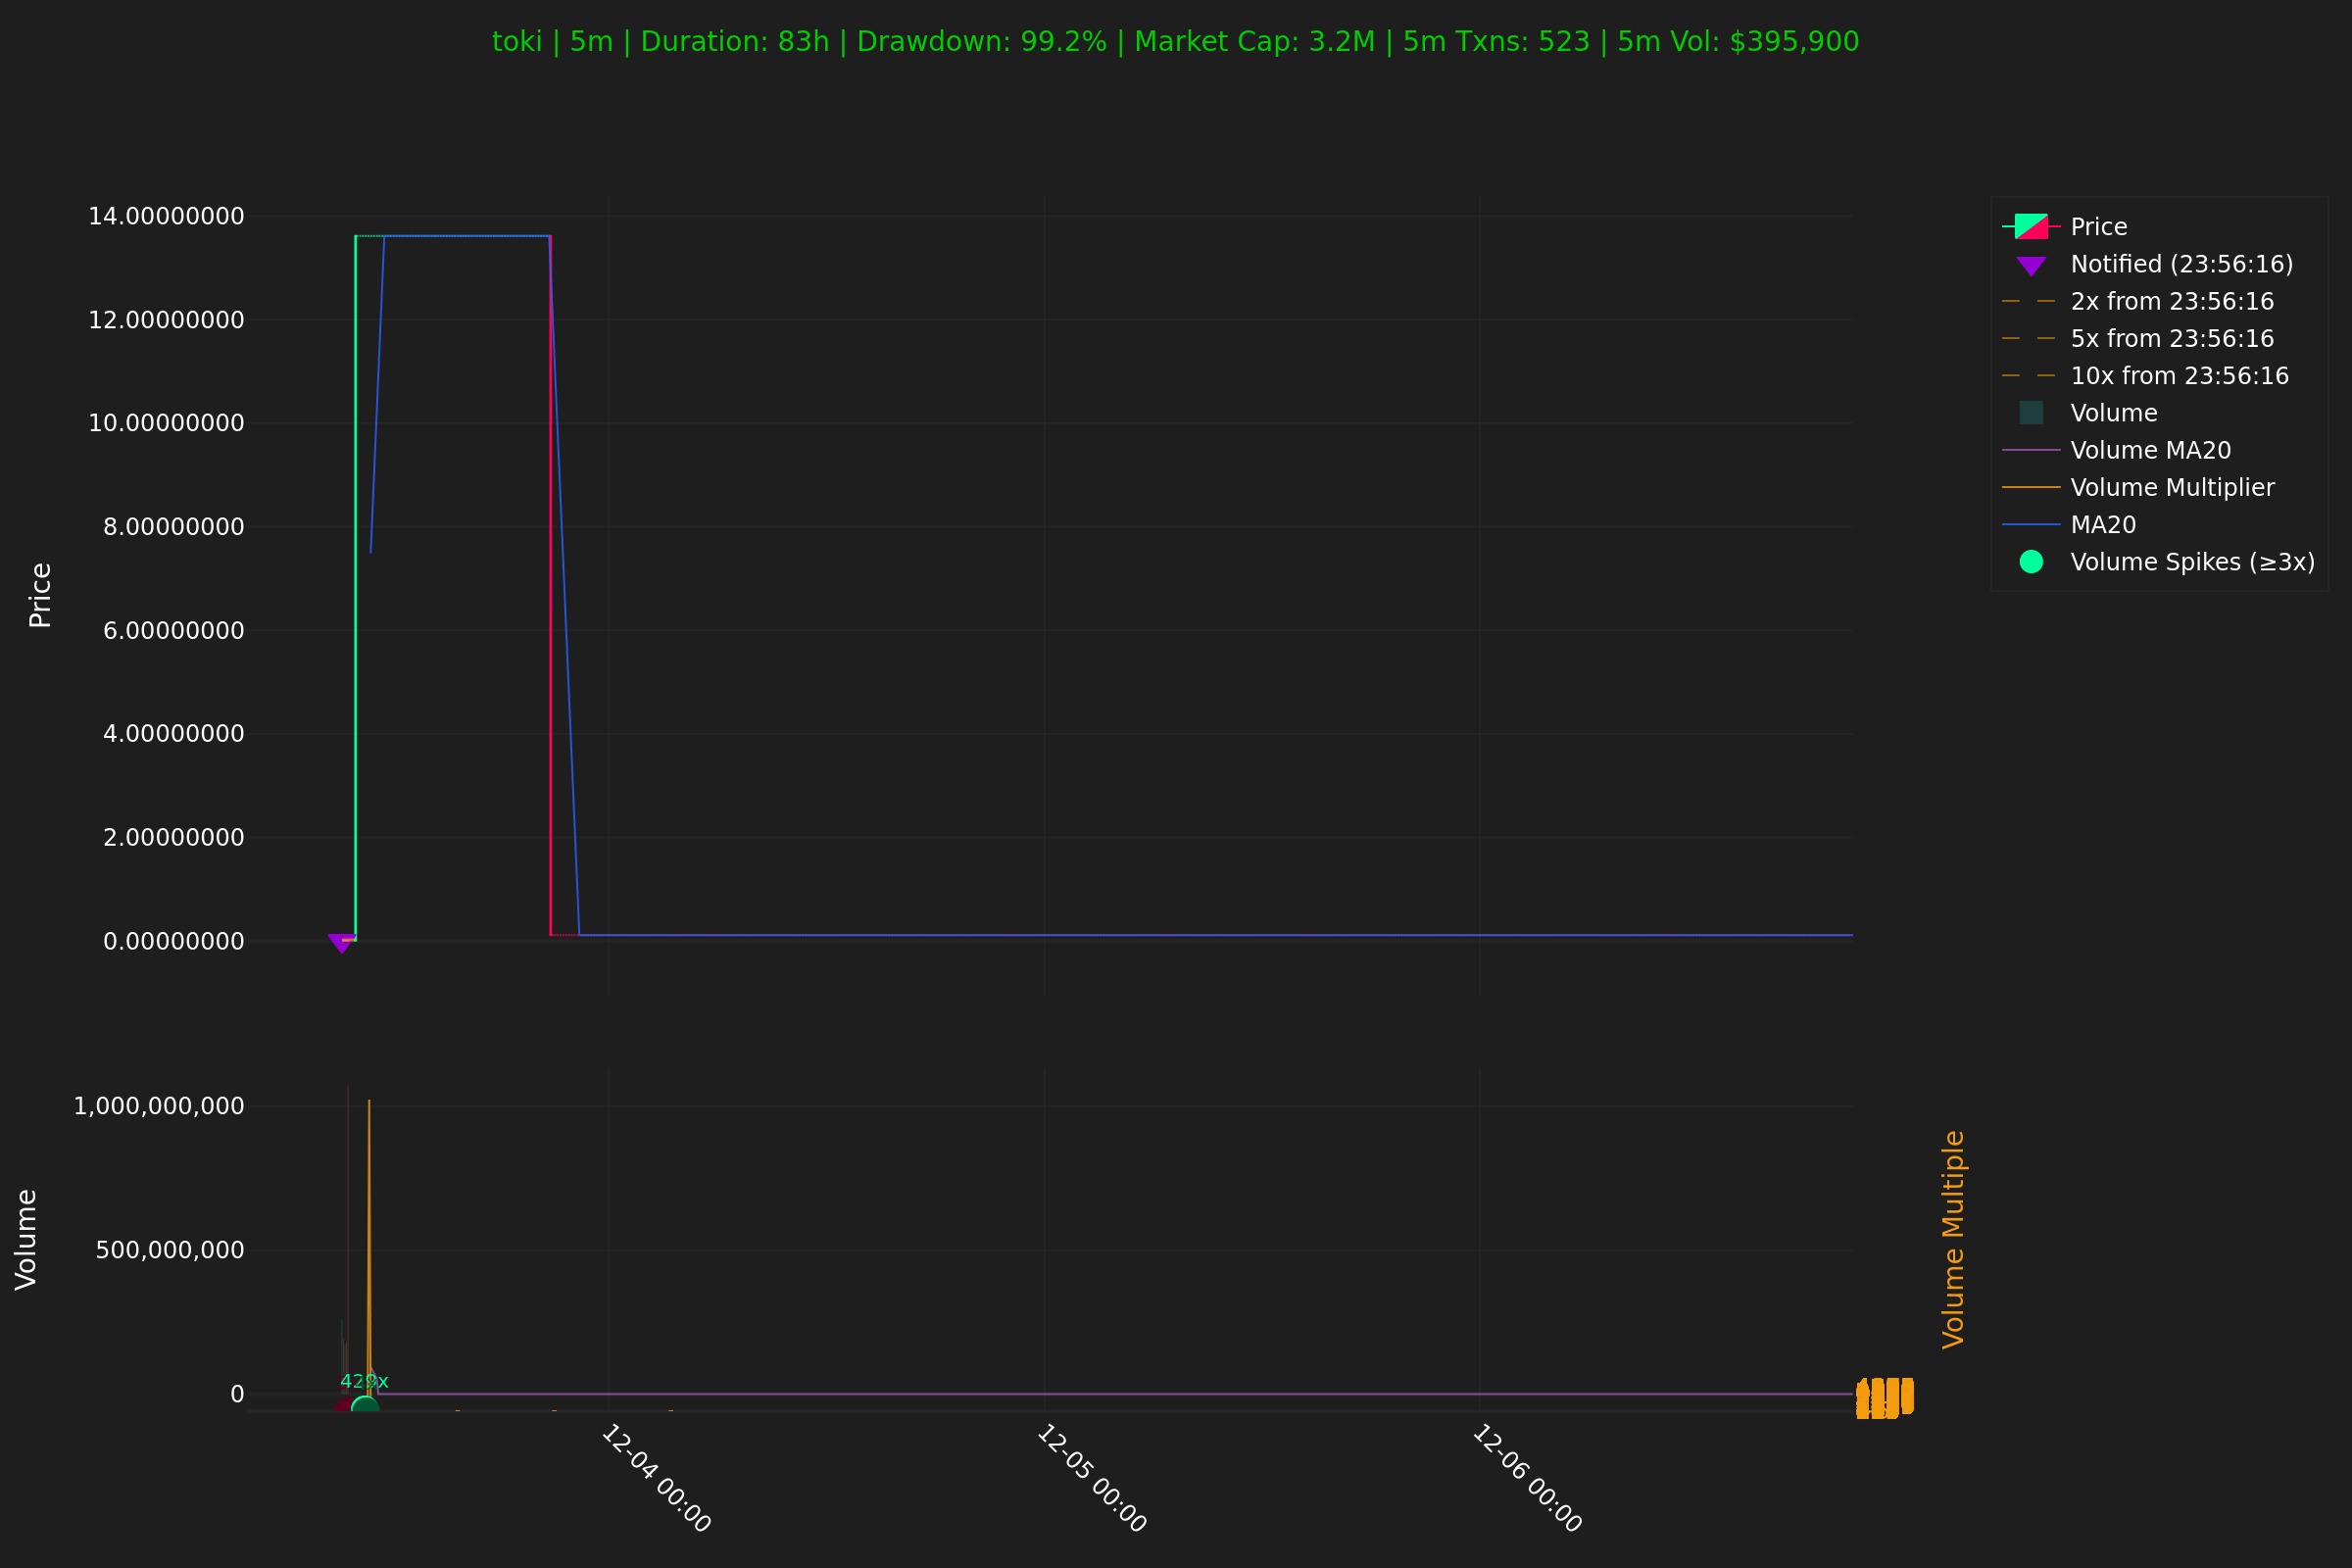 toki | 5m | Duration: 83h | Drawdown: 99.2% | Market Cap: 3.2M | 5m Txns: 523 | 5m Vol: $395,900
14.00000000
12.00000000
10.00000000
8.00000000
6.00000000
4.00000000
2.00000000
0.00000000
Price
Price
Notified (23:56:16)
2x from 23:56:16
5x from 23:56:16
10x from 23:56:16
Volume
Volume MA20
Volume Multiplier
MA20
Volume Spikes (≥3x)
1,000,000,000
500,000,000
0
Volume
Volume Multiple
12-04 00:00
12-05 00:00
12-06 00:00